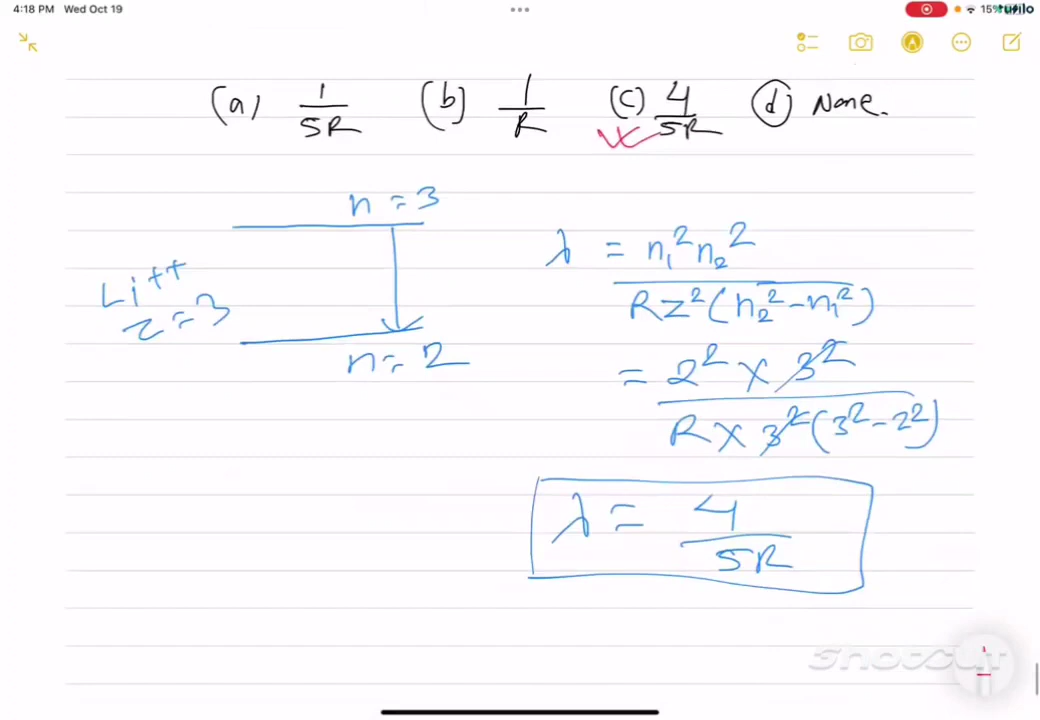 4:18 PM Wed Oct 19
15%
(a) 1/5R (b) 1/R (c) 4/5R (d) None.
n = 3
Li++
z = 3
n = 2
λ = n₁²n₂² / Rz²(n₂²-n₁²)
= 2² × 3² / R × 3²(3²-2²)
λ = 4/5R
ShotCut